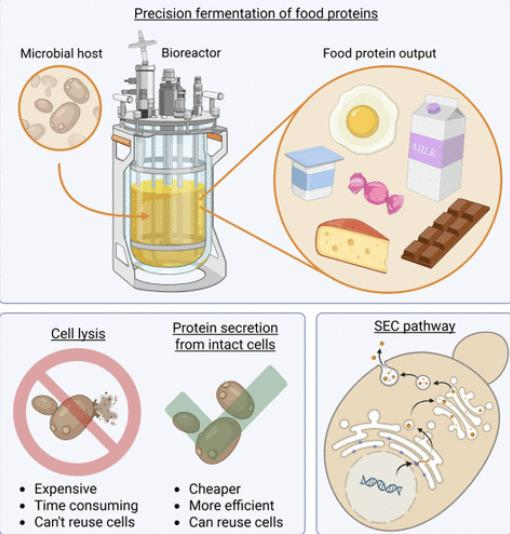 Precision fermentation of food proteins
Microbial host
Bioreactor
Food protein output
MILK
Cell lysis
• Expensive
• Time consuming
• Can't reuse cells
Protein secretion
from intact cells
• Cheaper
• More efficient
• Can reuse cells
SEC pathway